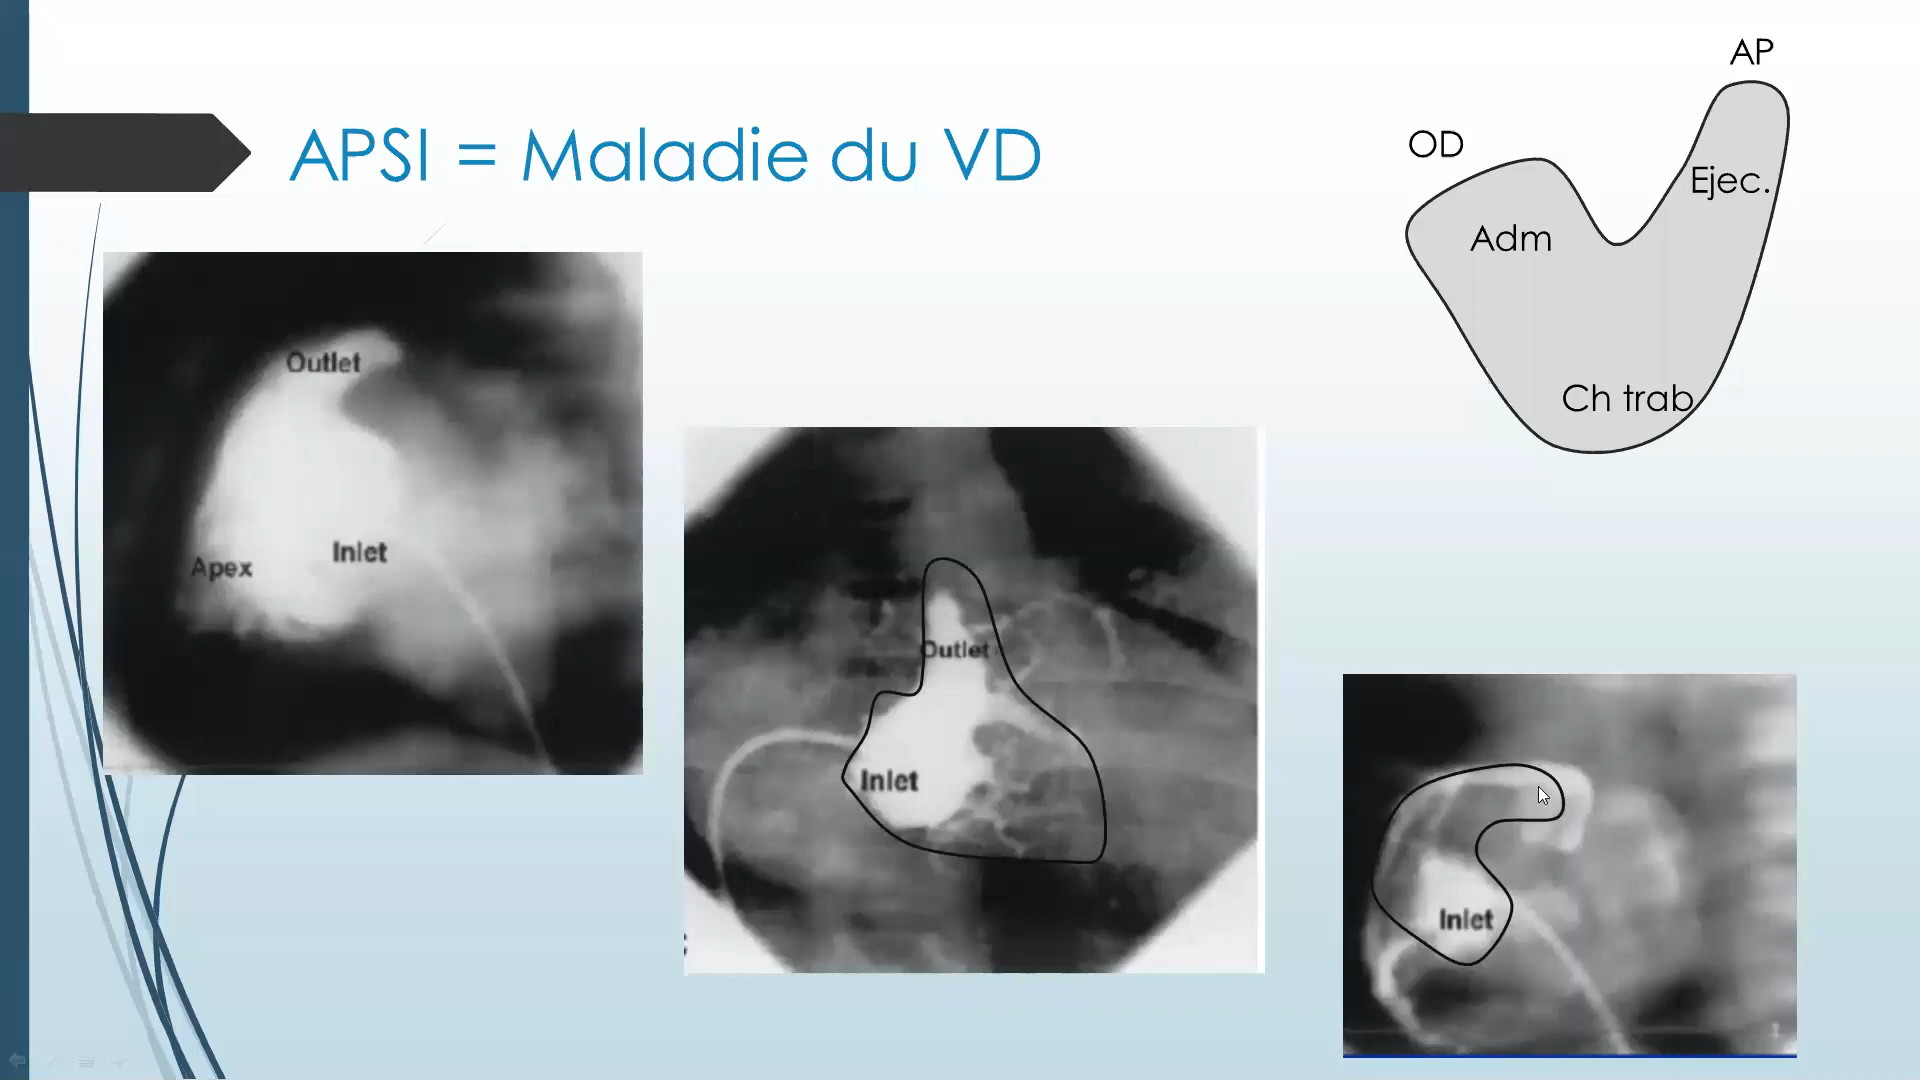 APSI = Maladie du VD
AP
OD
Ejec.
Adm
Ch trab
Outlet
Inlet
Apex
Outlet
Inlet
Inlet